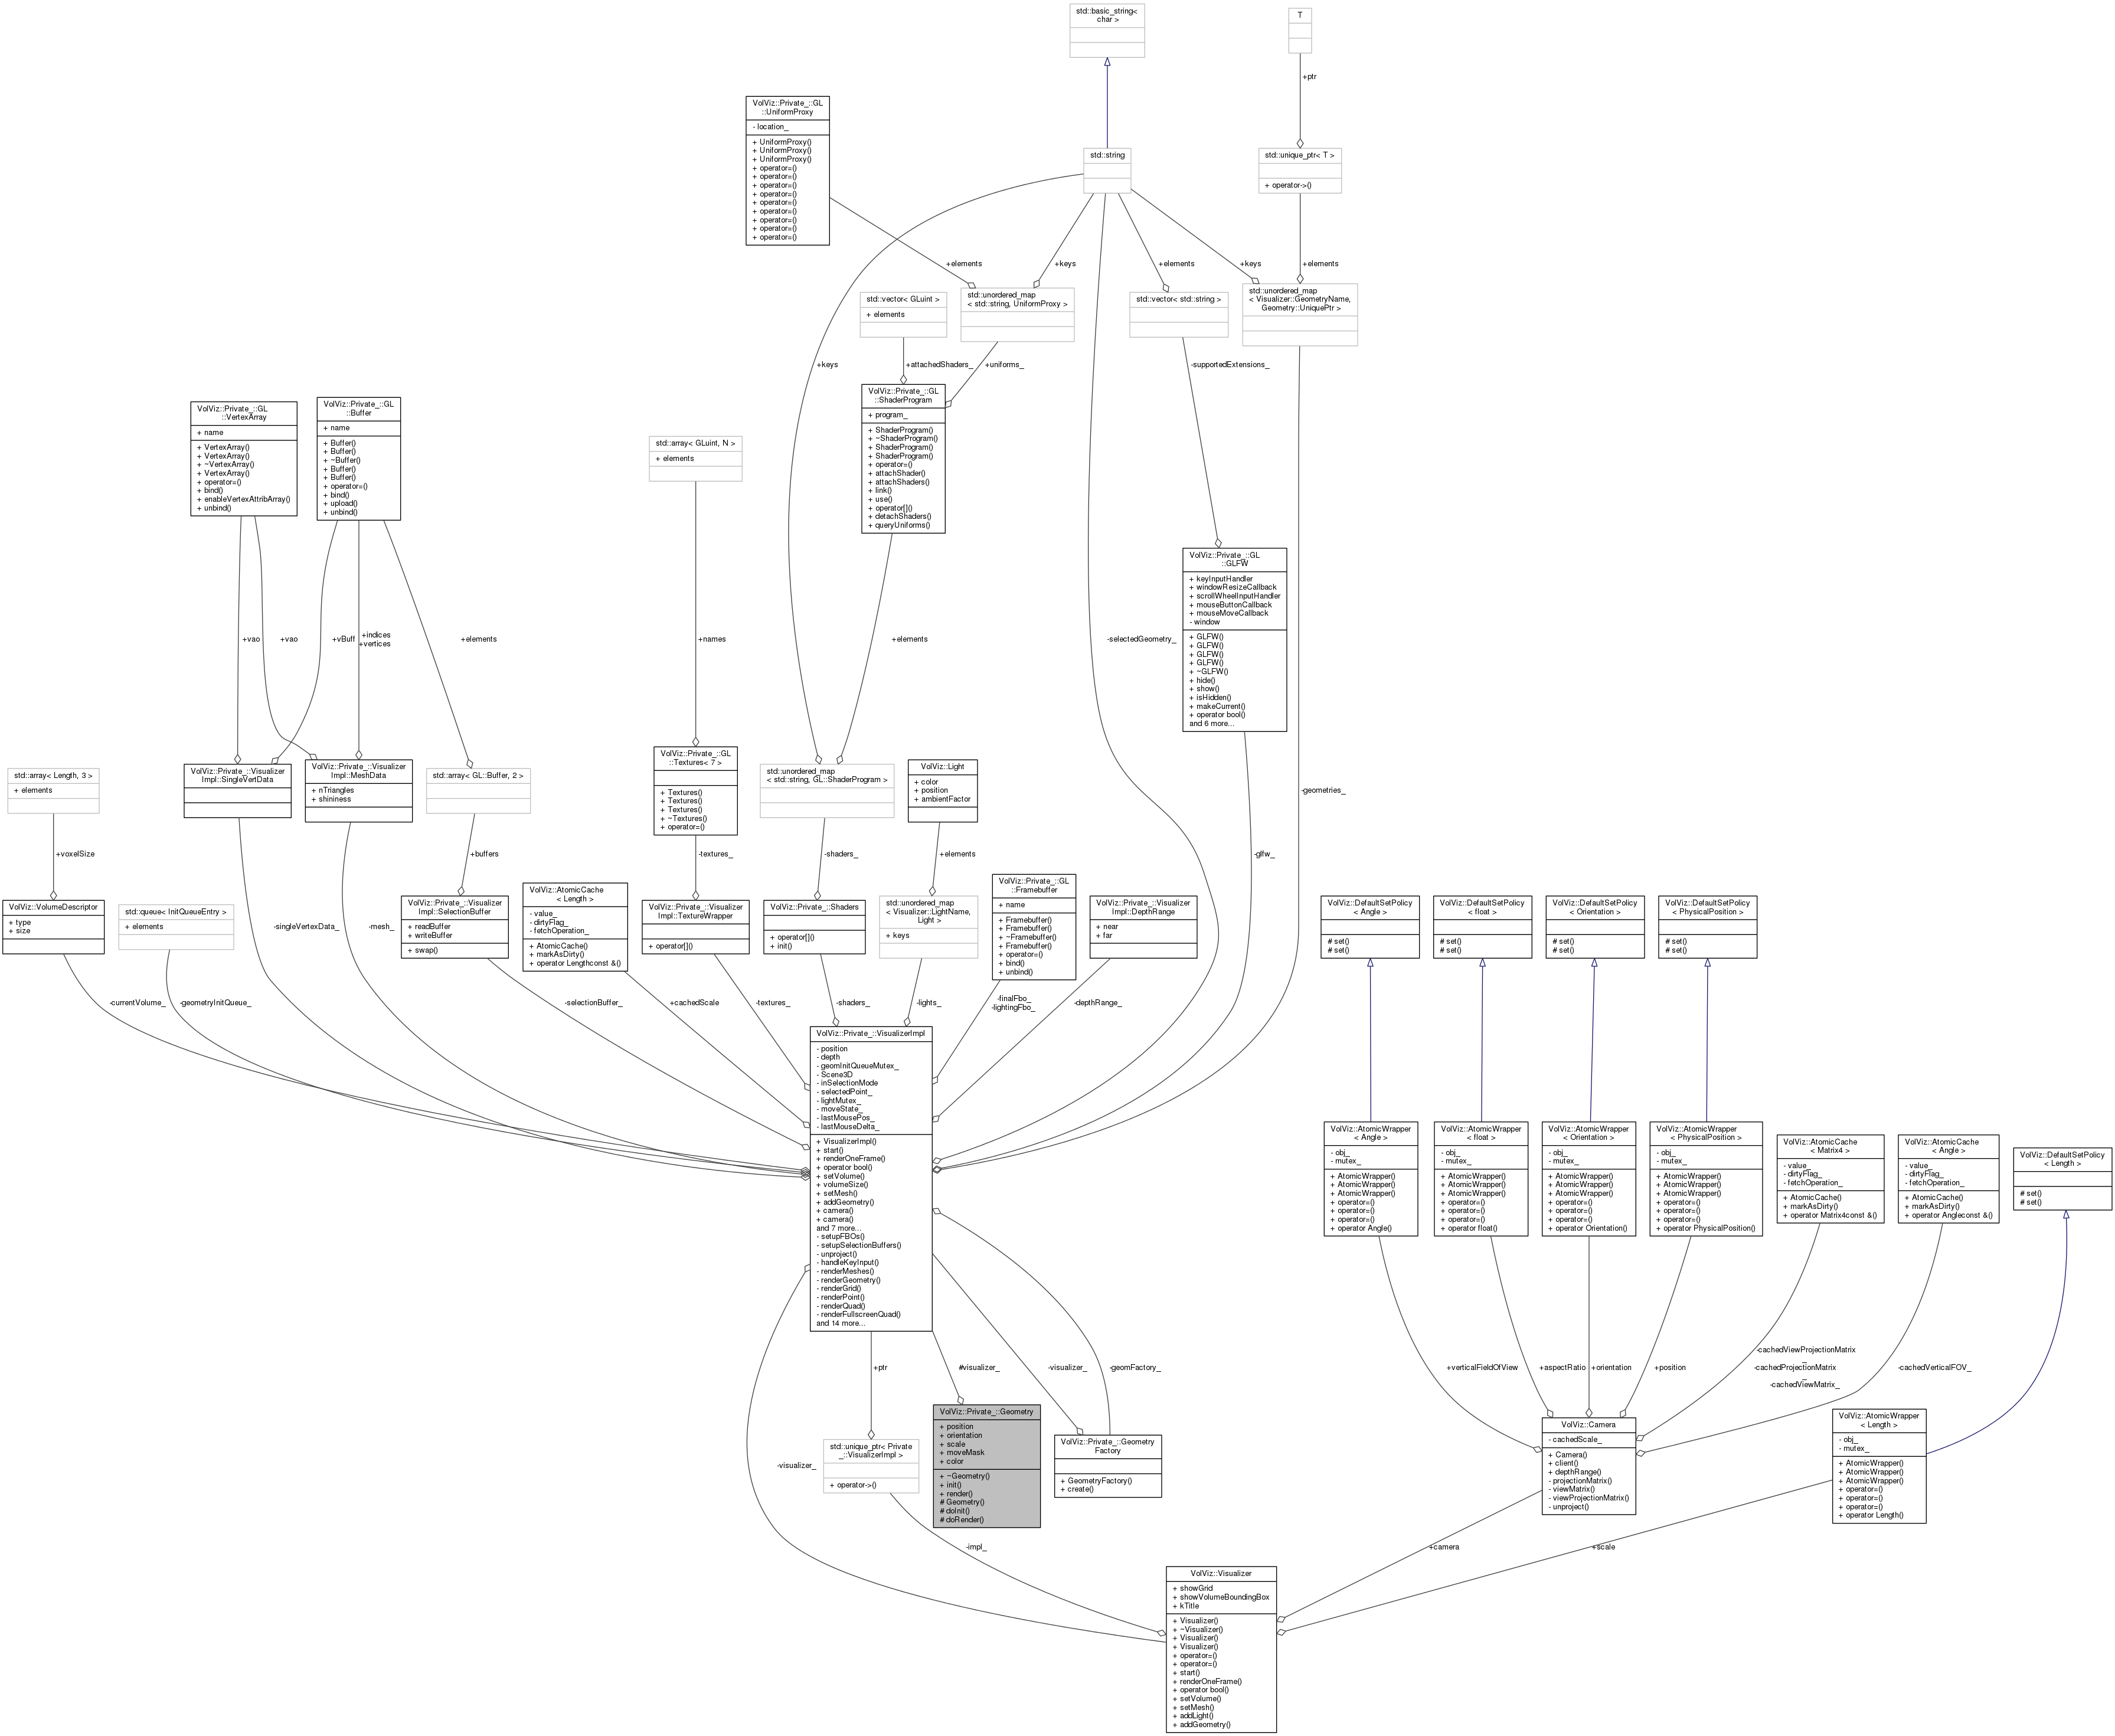 std::basic_string<
char >
T
+ptr
VolViz::Private_::GL
::UniformProxy
- location_
+ UniformProxy()
+ UniformProxy()
+ UniformProxy()
+ operator=()
+ operator=()
+ operator=()
+ operator=()
+ operator=()
+ operator=()
+ operator=()
+ operator=()
+ operator=()
std::string
std::unique_ptr< T >
+ operator->()
+elements
+keys
+elements
+keys
+elements
std::vector< GLuint >
+ elements
std::unordered_map
< std::string, UniformProxy >
std::vector< std::string >
std::unordered_map
< Visualizer::GeometryName,
Geometry::UniquePtr >
+keys
+attachedShaders_
+uniforms_
-supportedExtensions_
VolViz::Private_::GL
::VertexArray
+ name
+ VertexArray()
+ VertexArray()
+ ~VertexArray()
+ VertexArray()
+ operator=()
+ bind()
+ enableVertexAttribArray()
+ unbind()
VolViz::Private_::GL
::Buffer
+ name
+ Buffer()
+ Buffer()
+ ~Buffer()
+ Buffer()
+ Buffer()
+ operator=()
+ bind()
+ upload()
+ unbind()
std::array< GLuint, N >
+ elements
VolViz::Private_::GL
::ShaderProgram
+ program_
+ ShaderProgram()
+ ~ShaderProgram()
+ ShaderProgram()
+ ShaderProgram()
+ operator=()
+ attachShader()
+ attachShaders()
+ link()
+ use()
+ operator[]()
+ detachShaders()
+ queryUniforms()
VolViz::Private_::GL
::GLFW
+ keyInputHandler
+ windowResizeCallback
+ scrollWheelInputHandler
+ mouseButtonCallback
+ mouseMoveCallback
- window
+ GLFW()
+ GLFW()
+ GLFW()
+ GLFW()
+ ~GLFW()
+ hide()
+ show()
+ isHidden()
+ makeCurrent()
+ operator bool()
and 6 more...
+vao
+vao
+vBuff
+indices
+vertices
+elements
+names
+elements
-selectedGeometry_
std::array< Length, 3 >
+ elements
VolViz::Private_::Visualizer
Impl::SingleVertData
VolViz::Private_::Visualizer
Impl::MeshData
+ nTriangles
+ shininess
std::array< GL::Buffer, 2 >
VolViz::Private_::GL
::Textures< 7 >
+ Textures()
+ Textures()
+ Textures()
+ ~Textures()
+ operator=()
std::unordered_map
< std::string, GL::ShaderProgram >
VolViz::Light
+ color
+ position
+ ambientFactor
-geometries_
+voxelSize
+buffers
-textures_
-shaders_
+elements
-glfw_
VolViz::VolumeDescriptor
+ type
+ size
std::queue< InitQueueEntry >
+ elements
-singleVertexData_
-mesh_
VolViz::Private_::Visualizer
Impl::SelectionBuffer
+ readBuffer
+ writeBuffer
+ swap()
VolViz::AtomicCache
< Length >
- value_
- dirtyFlag_
- fetchOperation_
+ AtomicCache()
+ markAsDirty()
+ operator Lengthconst &()
VolViz::Private_::Visualizer
Impl::TextureWrapper
+ operator[]()
VolViz::Private_::Shaders
+ operator[]()
+ init()
std::unordered_map
< Visualizer::LightName,
Light >
+ keys
VolViz::Private_::GL
::Framebuffer
+ name
+ Framebuffer()
+ Framebuffer()
+ ~Framebuffer()
+ Framebuffer()
+ operator=()
+ bind()
+ unbind()
VolViz::Private_::Visualizer
Impl::DepthRange
+ near
+ far
VolViz::DefaultSetPolicy
< Angle >
# set()
# set()
VolViz::DefaultSetPolicy
< float >
# set()
# set()
VolViz::DefaultSetPolicy
< Orientation >
# set()
# set()
VolViz::DefaultSetPolicy
< PhysicalPosition >
# set()
# set()
-currentVolume_
-geometryInitQueue_
-selectionBuffer_
+cachedScale
-textures_
-shaders_
-lights_
-finalFbo_
-lightingFbo_
-depthRange_
VolViz::Private_::VisualizerImpl
- position
- depth
- geomInitQueueMutex_
- Scene3D
- inSelectionMode
- selectedPoint_
- lightMutex_
- moveState_
- lastMousePos_
- lastMouseDelta_
+ VisualizerImpl()
+ start()
+ renderOneFrame()
+ operator bool()
+ setVolume()
+ volumeSize()
+ setMesh()
+ addGeometry()
+ camera()
+ camera()
and 7 more...
- setupFBOs()
- setupSelectionBuffers()
- unproject()
- handleKeyInput()
- renderMeshes()
- renderGeometry()
- renderGrid()
- renderPoint()
- renderQuad()
- renderFullscreenQuad()
and 14 more...
VolViz::AtomicWrapper
< Angle >
- obj_
- mutex_
+ AtomicWrapper()
+ AtomicWrapper()
+ AtomicWrapper()
+ operator=()
+ operator=()
+ operator=()
+ operator Angle()
VolViz::AtomicWrapper
< float >
- obj_
- mutex_
+ AtomicWrapper()
+ AtomicWrapper()
+ AtomicWrapper()
+ operator=()
+ operator=()
+ operator=()
+ operator float()
VolViz::AtomicWrapper
< Orientation >
- obj_
- mutex_
+ AtomicWrapper()
+ AtomicWrapper()
+ AtomicWrapper()
+ operator=()
+ operator=()
+ operator=()
+ operator Orientation()
VolViz::AtomicWrapper
< PhysicalPosition >
- obj_
- mutex_
+ AtomicWrapper()
+ AtomicWrapper()
+ AtomicWrapper()
+ operator=()
+ operator=()
+ operator=()
+ operator PhysicalPosition()
VolViz::AtomicCache
< Matrix4 >
- value_
- dirtyFlag_
- fetchOperation_
+ AtomicCache()
+ markAsDirty()
+ operator Matrix4const &()
VolViz::AtomicCache
< Angle >
- value_
- dirtyFlag_
- fetchOperation_
+ AtomicCache()
+ markAsDirty()
+ operator Angleconst &()
VolViz::DefaultSetPolicy
< Length >
# set()
# set()
+ptr
#visualizer_
-visualizer_
-geomFactory_
+verticalFieldOfView
+aspectRatio
+orientation
+position
-cachedViewProjectionMatrix
_
-cachedProjectionMatrix
_
-cachedViewMatrix_
-cachedVerticalFOV_
-visualizer_
std::unique_ptr< Private
_::VisualizerImpl >
+ operator->()
VolViz::Private_::Geometry
+ position
+ orientation
+ scale
+ moveMask
+ color
+ ~Geometry()
+ init()
+ render()
# Geometry()
# doInit()
# doRender()
VolViz::Private_::Geometry
Factory
+ GeometryFactory()
+ create()
VolViz::Camera
- cachedScale_
+ Camera()
+ client()
+ depthRange()
- projectionMatrix()
- viewMatrix()
- viewProjectionMatrix()
- unproject()
VolViz::AtomicWrapper
< Length >
- obj_
- mutex_
+ AtomicWrapper()
+ AtomicWrapper()
+ AtomicWrapper()
+ operator=()
+ operator=()
+ operator=()
+ operator Length()
-impl_
+camera
+scale
VolViz::Visualizer
+ showGrid
+ showVolumeBoundingBox
+ kTitle
+ Visualizer()
+ ~Visualizer()
+ Visualizer()
+ Visualizer()
+ operator=()
+ operator=()
+ start()
+ renderOneFrame()
+ operator bool()
+ setVolume()
+ setMesh()
+ addLight()
+ addGeometry()